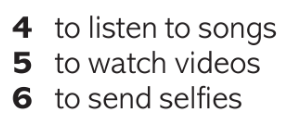 4 to listen to songs
5 to watch videos
6 to send selfies